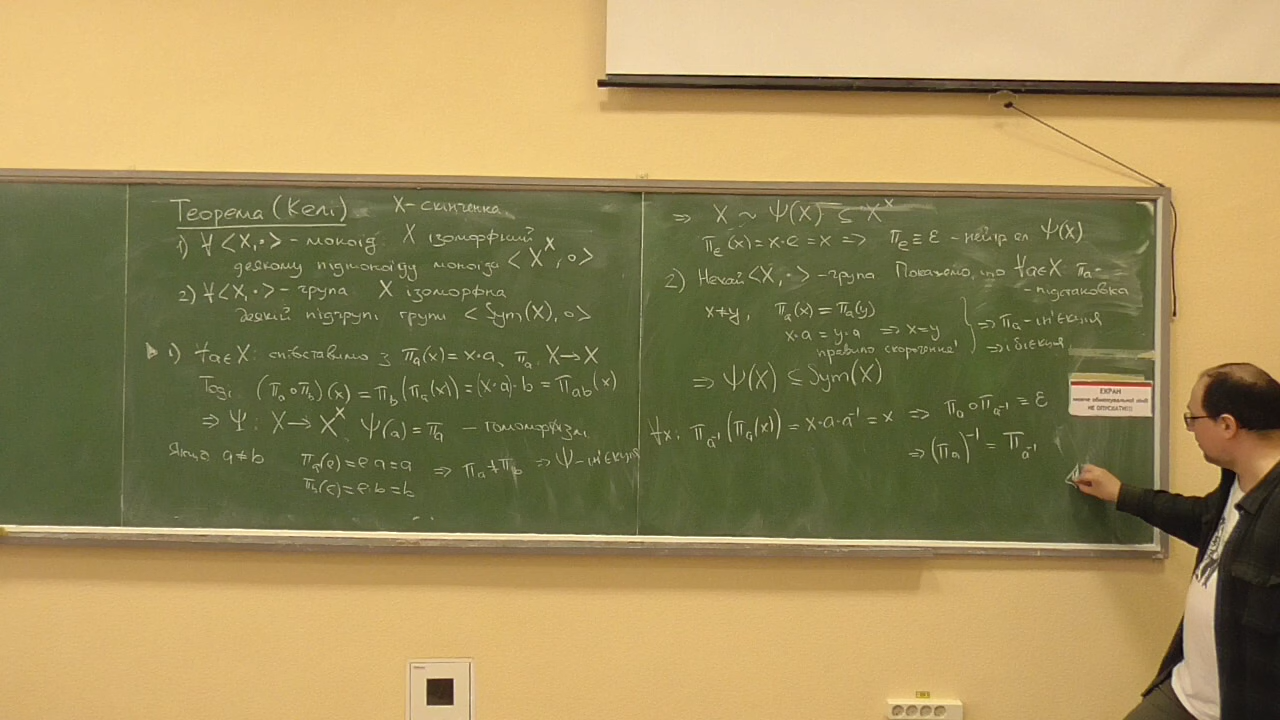 Теорема (Келі) X-скінченна
1) ∀ <X,·> - моноїд X ізоморфний
деякому підмоноїду моноїда <X^X, ∘>
2) ∀<X,·> - група X ізоморфна
деякій підгрупі групи <Sym(X), ∘>
1) ∀a∈X: співставимо з π_a(x) = x·a, π_a: X→X
Тоді (π_a∘π_b)(x) = π_b(π_a(x)) = (x·a)·b = π_ab(x)
⇒ Ψ: X→X^X, Ψ(a) = π_a - гомоморфізм
Якщо a≠b π_a(e) = e·a = a ⇒ π_a≠π_b ⇒ Ψ-ін'єкція
π_b(e) = e·b = b
⇒ X ~ Ψ(X) ⊆ X^X
π_e(x) = x·e = x ⇒ π_e ≡ ε - нейтр ел Ψ(X)
2) Нехай <X,·> - група. Покажемо, що ∀a∈X π_a-
- підстановка
x≠y, π_a(x) = π_a(y)
x·a = y·a ⇒ x=y
правило скорочення
⇒ π_a - ін'єкція
⇒ і бієкція
⇒ Ψ(X) ⊆ Sym(X)
∀x: π_a⁻¹(π_a(x)) = x·a·a⁻¹ = x ⇒ π_a∘π_a⁻¹ ≡ ε
⇒ (π_a)⁻¹ = π_a⁻¹
ЕКРАН
НЕ ОПУСКАТИ!!!